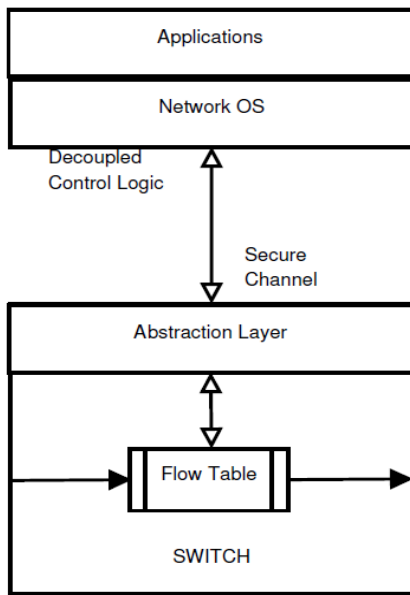 Applications
Network OS
Decoupled
Control Logic
Secure
Channel
Abstraction Layer
Flow Table
SWITCH